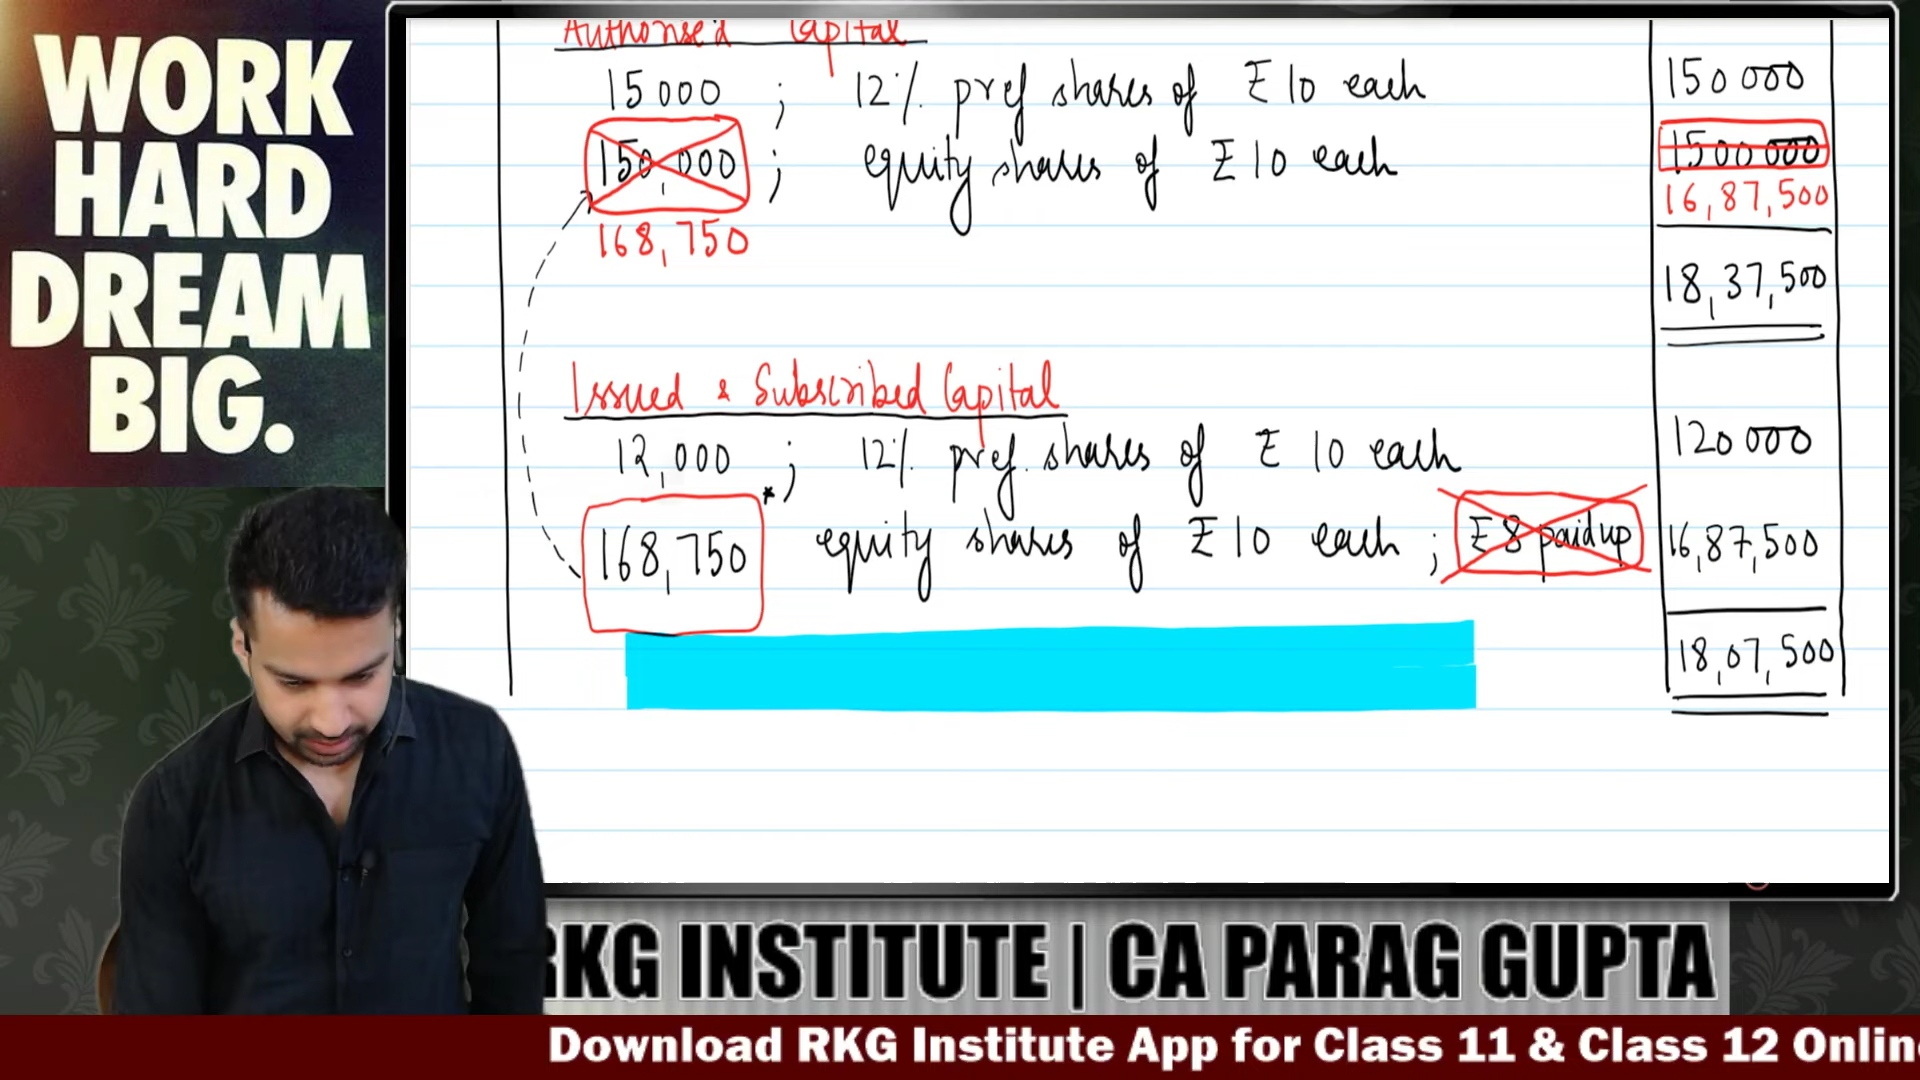 WORK
HARD
DREAM
BIG.
Authorised Capital
15000 ; 12% pref shares of ₹10 each 150000
150,000 ; equity shares of ₹10 each 1500000
168,750 16,87,500
18,37,500
Issued & Subscribed Capital
12,000 ; 12% pref. shares of ₹ 10 each 120000
168,750 * ; equity shares of ₹10 each ; ₹8 paid up 16,87,500
18,07,500
RKG INSTITUTE | CA PARAG GUPTA
Download RKG Institute App for Class 11 & Class 12 Onlin